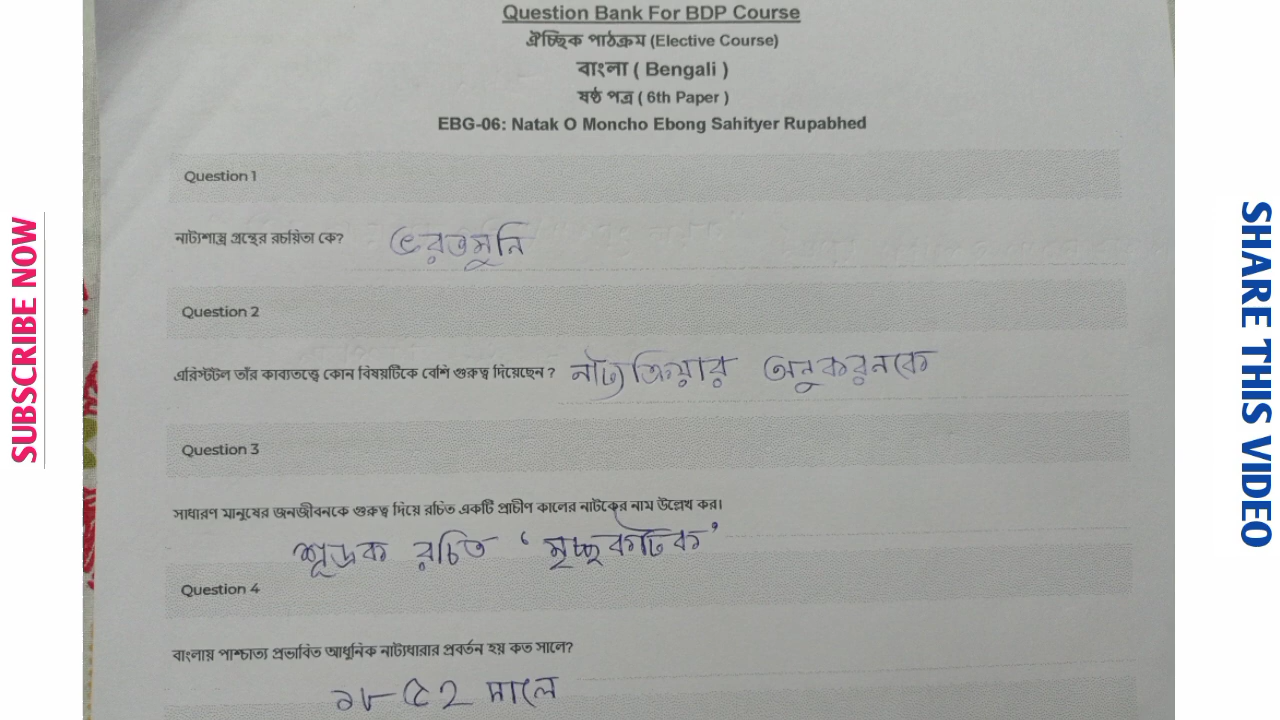 Question Bank For BDP Course
ঐচ্ছিক পাঠক্রম (Elective Course)
বাংলা ( Bengali )
ষষ্ঠ পত্র ( 6th Paper )
EBG-06: Natak O Moncho Ebong Sahityer Rupabhed
Question 1
নাট্যশাস্ত্র গ্রন্থের রচয়িতা কে? ভরতমুনি
Question 2
এরিস্টটল তাঁর কাব্যতত্ত্বে কোন বিষয়টিকে বেশি গুরুত্ব দিয়েছেন ? নাট্যক্রিয়ার অনুকরনকে
Question 3
সাধারণ মানুষের জনজীবনকে গুরুত্ব দিয়ে রচিত একটি প্রাচীণ কালের নাটকের নাম উল্লেখ কর।
শূদ্রক রচিত ‘মৃচ্ছকটিক’
Question 4
বাংলায় পাশ্চাত্য প্রভাবিত আধুনিক নাট্যধারার প্রবর্তন হয় কত সালে?
১৮৫২ সালে
SUBSCRIBE NOW
SHARE THIS VIDEO